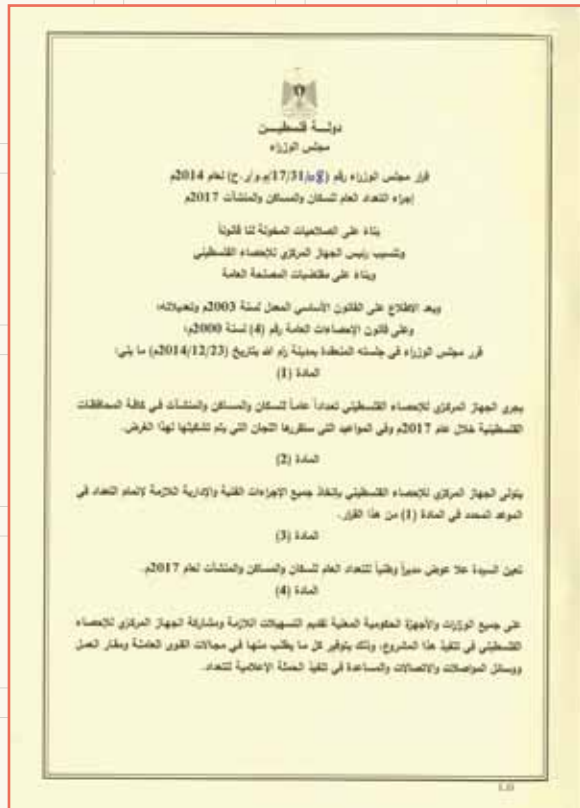 دولة فلسطين
مجلس الوزراء
قرار مجلس الوزراء رقم (17/31/م.و/ر.ح) لعام 2014م
إجراء التعداد العام للسكان والمساكن والمنشآت 2017م
بناءً على الصلاحيات المخولة لنا قانوناً
وتنسيب رئيس الجهاز المركزي للإحصاء الفلسطيني
وبناءً على مقتضيات المصلحة العامة
وبعد الاطلاع على القانون الأساسي المعدل لسنة 2003م وتعديلاته؛
وعلى قانون الإحصاءات العامة رقم (4) لسنة 2000م؛
قرر مجلس الوزراء في جلسته المنعقدة بمدينة رام الله بتاريخ (2014/12/23م) ما يلي:
المادة (1)
يجري الجهاز المركزي للإحصاء الفلسطيني تعداداً عاماً للسكان والمساكن والمنشآت في كافة المحافظات
الفلسطينية خلال عام 2017م وفي المواعيد التي ستقررها اللجان التي يتم تشكيلها لهذا الغرض.
المادة (2)
يتولى الجهاز المركزي للإحصاء الفلسطيني بإتخاذ جميع الإجراءات الفنية والإدارية اللازمة لإتمام التعداد في
الموعد المحدد في المادة (1) من هذا القرار.
المادة (3)
تعين السيدة علا عوض مديراً وطنياً للتعداد العام للسكان والمساكن والمنشآت لعام 2017م.
المادة (4)
على جميع الوزارات والأجهزة الحكومية المعنية تقديم التسهيلات اللازمة ومشاركة الجهاز المركزي للإحصاء
الفلسطيني في تنفيذ هذا المشروع، وذلك بتوفير كل ما يطلب منها في مجالات القوى العاملة ومقار العمل
ووسائل المواصلات والاتصالات والمساعدة في تنفيذ الحملة الإعلامية للتعداد.